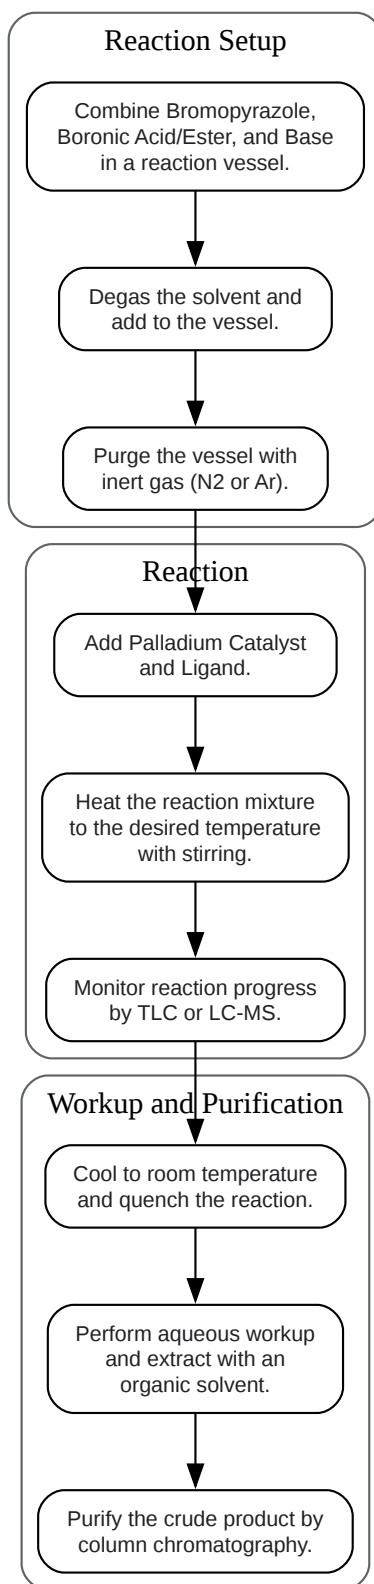 Reaction Setup
Combine Bromopyrazole,
Boronic Acid/Ester, and Base
in a reaction vessel.
Degas the solvent and
add to the vessel.
Purge the vessel with
inert gas (N2 or Ar).
Reaction
Add Palladium Catalyst
and Ligand.
Heat the reaction mixture
to the desired temperature
with stirring.
Monitor reaction progress
by TLC or LC-MS.
Workup and Purification
Cool to room temperature
and quench the reaction.
Perform aqueous workup
and extract with an
organic solvent.
Purify the crude product by
column chromatography.